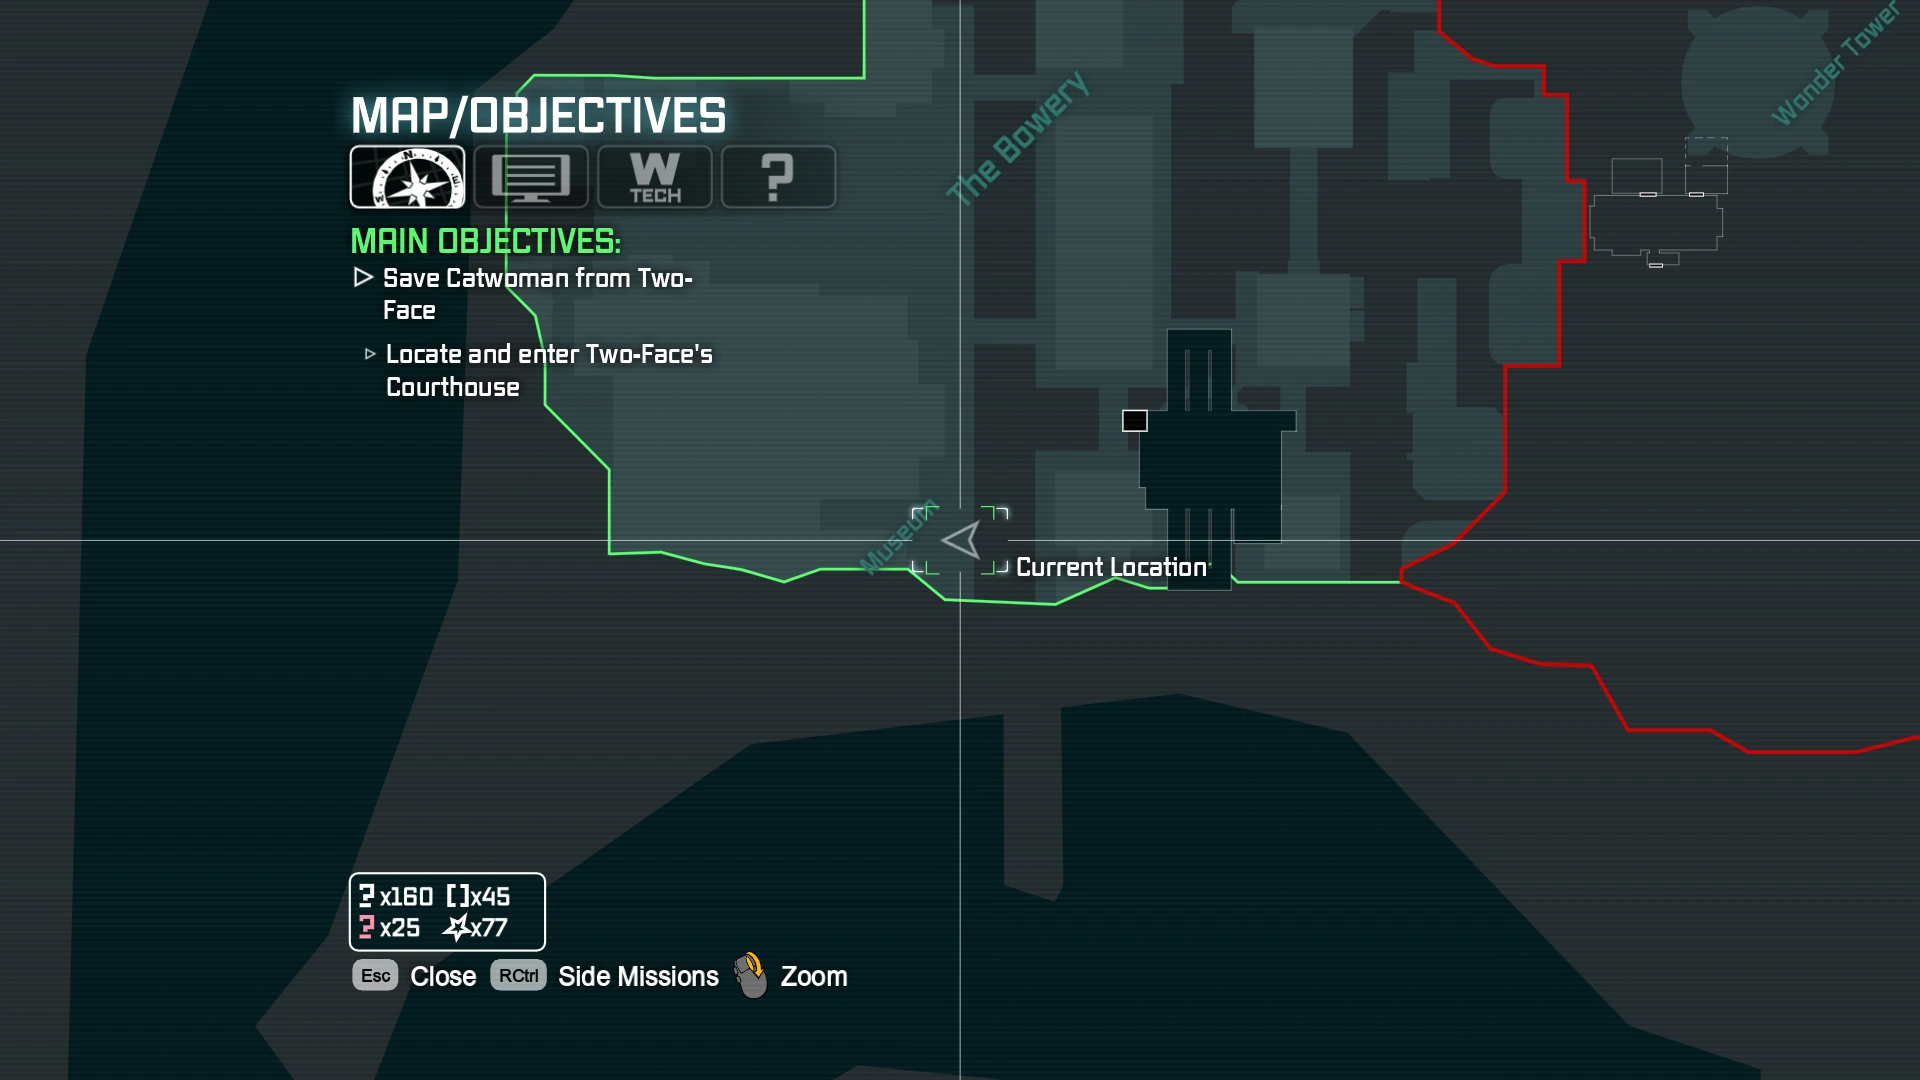 Wonder Tower
The Bowery
MAP/OBJECTIVES
W
TECH
?
MAIN OBJECTIVES:
Save Catwoman from Two-
Face
Locate and enter Two-Face's
Courthouse
Museum
Current Location
? x160 []x45
? x25 x77
Esc Close RCtrl Side Missions Zoom